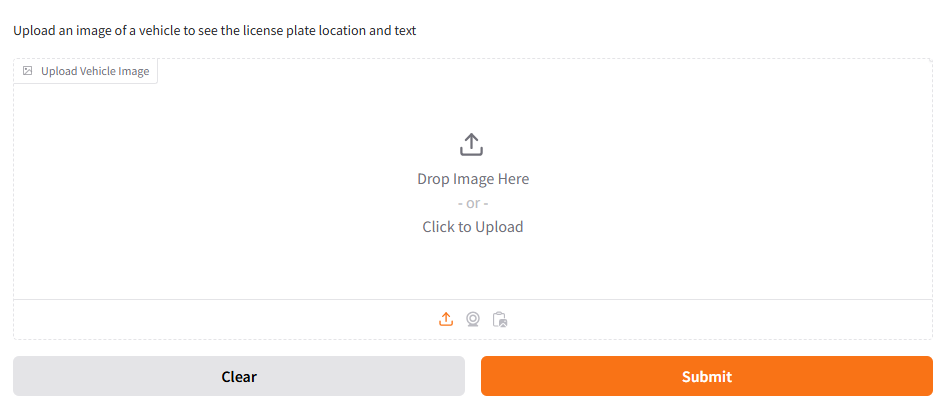 Upload an image of a vehicle to see the license plate location and text
Upload Vehicle Image
Drop Image Here
- or -
Click to Upload
Clear
Submit